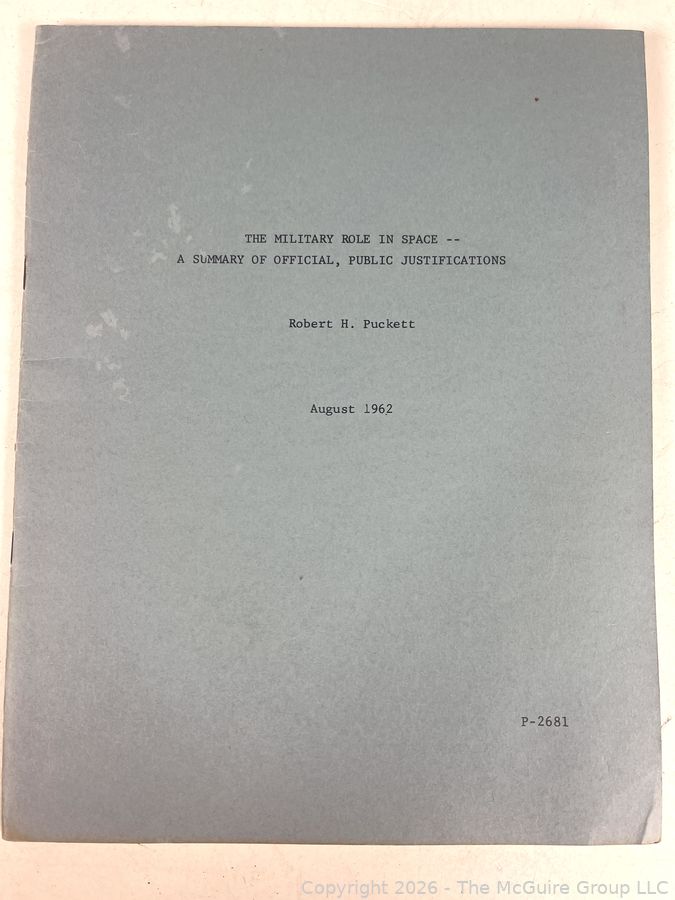 THE MILITARY ROLE IN SPACE --
A SUMMARY OF OFFICIAL, PUBLIC JUSTIFICATIONS
Robert H. Puckett
August 1962
P-2681
Copyright 2026 - The McGuire Group LLC